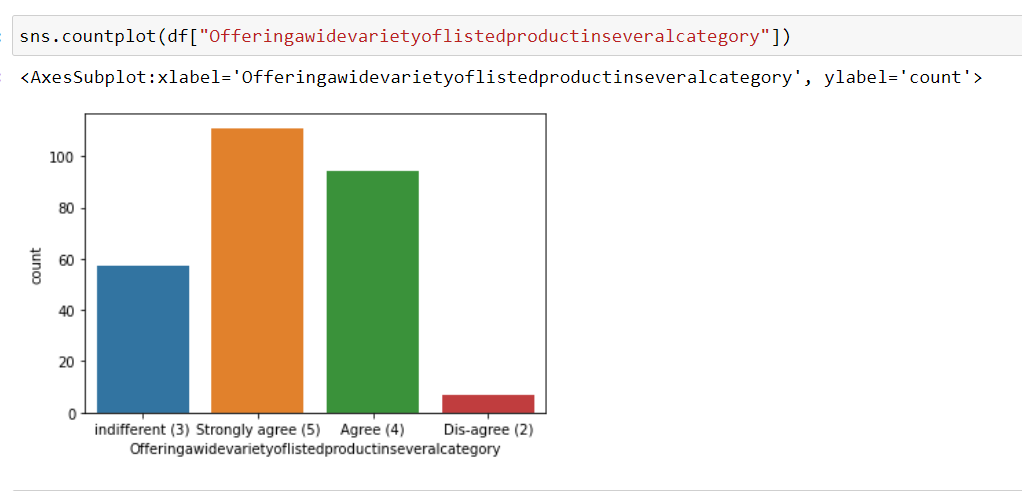 sns.countplot(df["Offeringawidevarietyoflistedproductinseveralcategory"])
<AxesSubplot:xlabel='Offeringawidevarietyoflistedproductinseveralcategory', ylabel='count'>
100
80
60
40
20
0
count
indifferent (3) Strongly agree (5) Agree (4) Dis-agree (2)
Offeringawidevarietyoflistedproductinseveralcategory